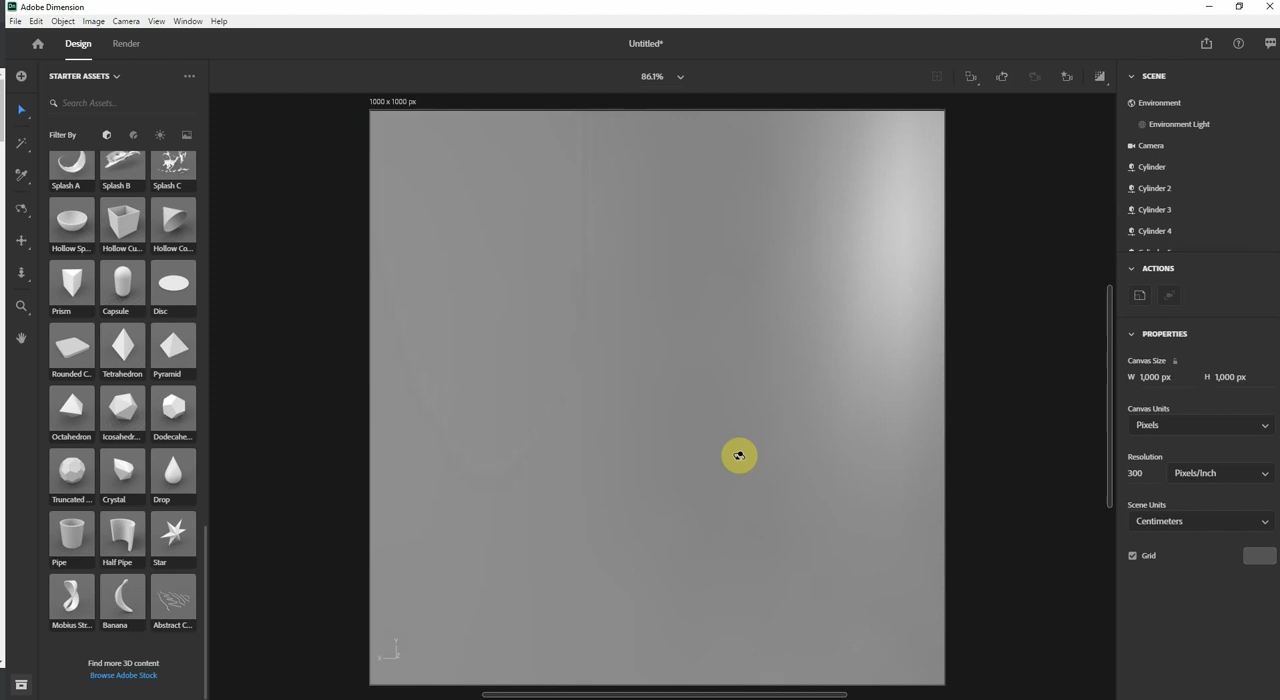 Dn Adobe Dimension
File Edit Object Image Camera View Window Help
Design Render Untitled*
STARTER ASSETS
86.1%
Search Assets...
Filter By
1000 x 1000 px
Splash A Splash B Splash C
Hollow Sp... Hollow Cu... Hollow Co...
Prism Capsule Disc
Rounded C... Tetrahedron Pyramid
Octahedron Icosahedr... Dodecahe...
Truncated ... Crystal Drop
Pipe Half Pipe Star
Mobius Str... Banana Abstract C...
Find more 3D content
Browse Adobe Stock
SCENE
Environment
Environment Light
Camera
Cylinder
Cylinder 2
Cylinder 3
Cylinder 4
ACTIONS
PROPERTIES
Canvas Size
W 1,000 px H 1,000 px
Canvas Units
Pixels
Resolution
300 Pixels/Inch
Scene Units
Centimeters
Grid